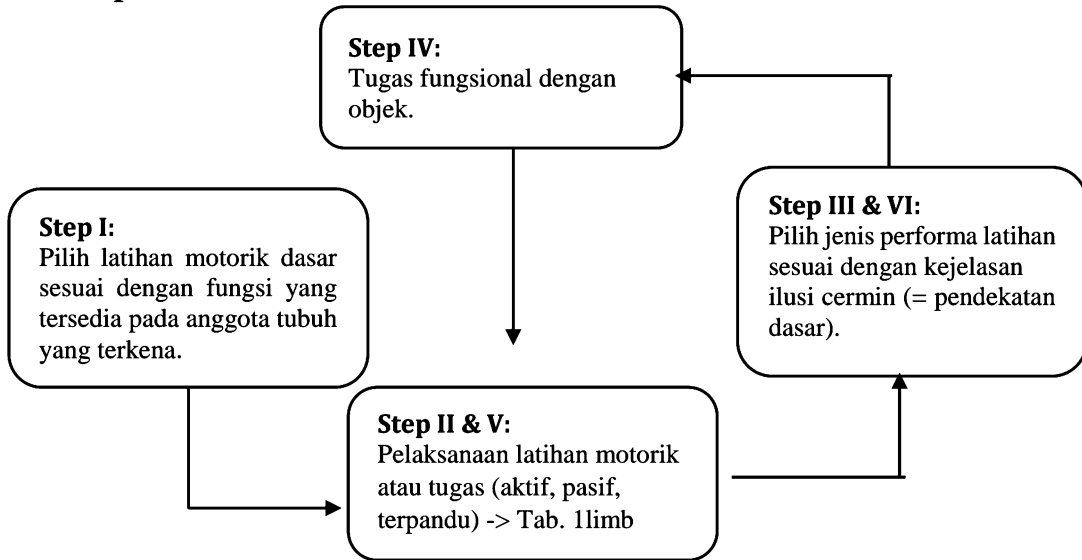 Step IV:
Tugas fungsional dengan
objek.
Step I:
Pilih latihan motorik dasar
sesuai dengan fungsi yang
tersedia pada anggota tubuh
yang terkena.
Step III & VI:
Pilih jenis performa latihan
sesuai dengan kejelasan
ilusi cermin (= pendekatan
dasar).
Step II & V:
Pelaksanaan latihan motorik
atau tugas (aktif, pasif,
terpandu) -> Tab. 1limb